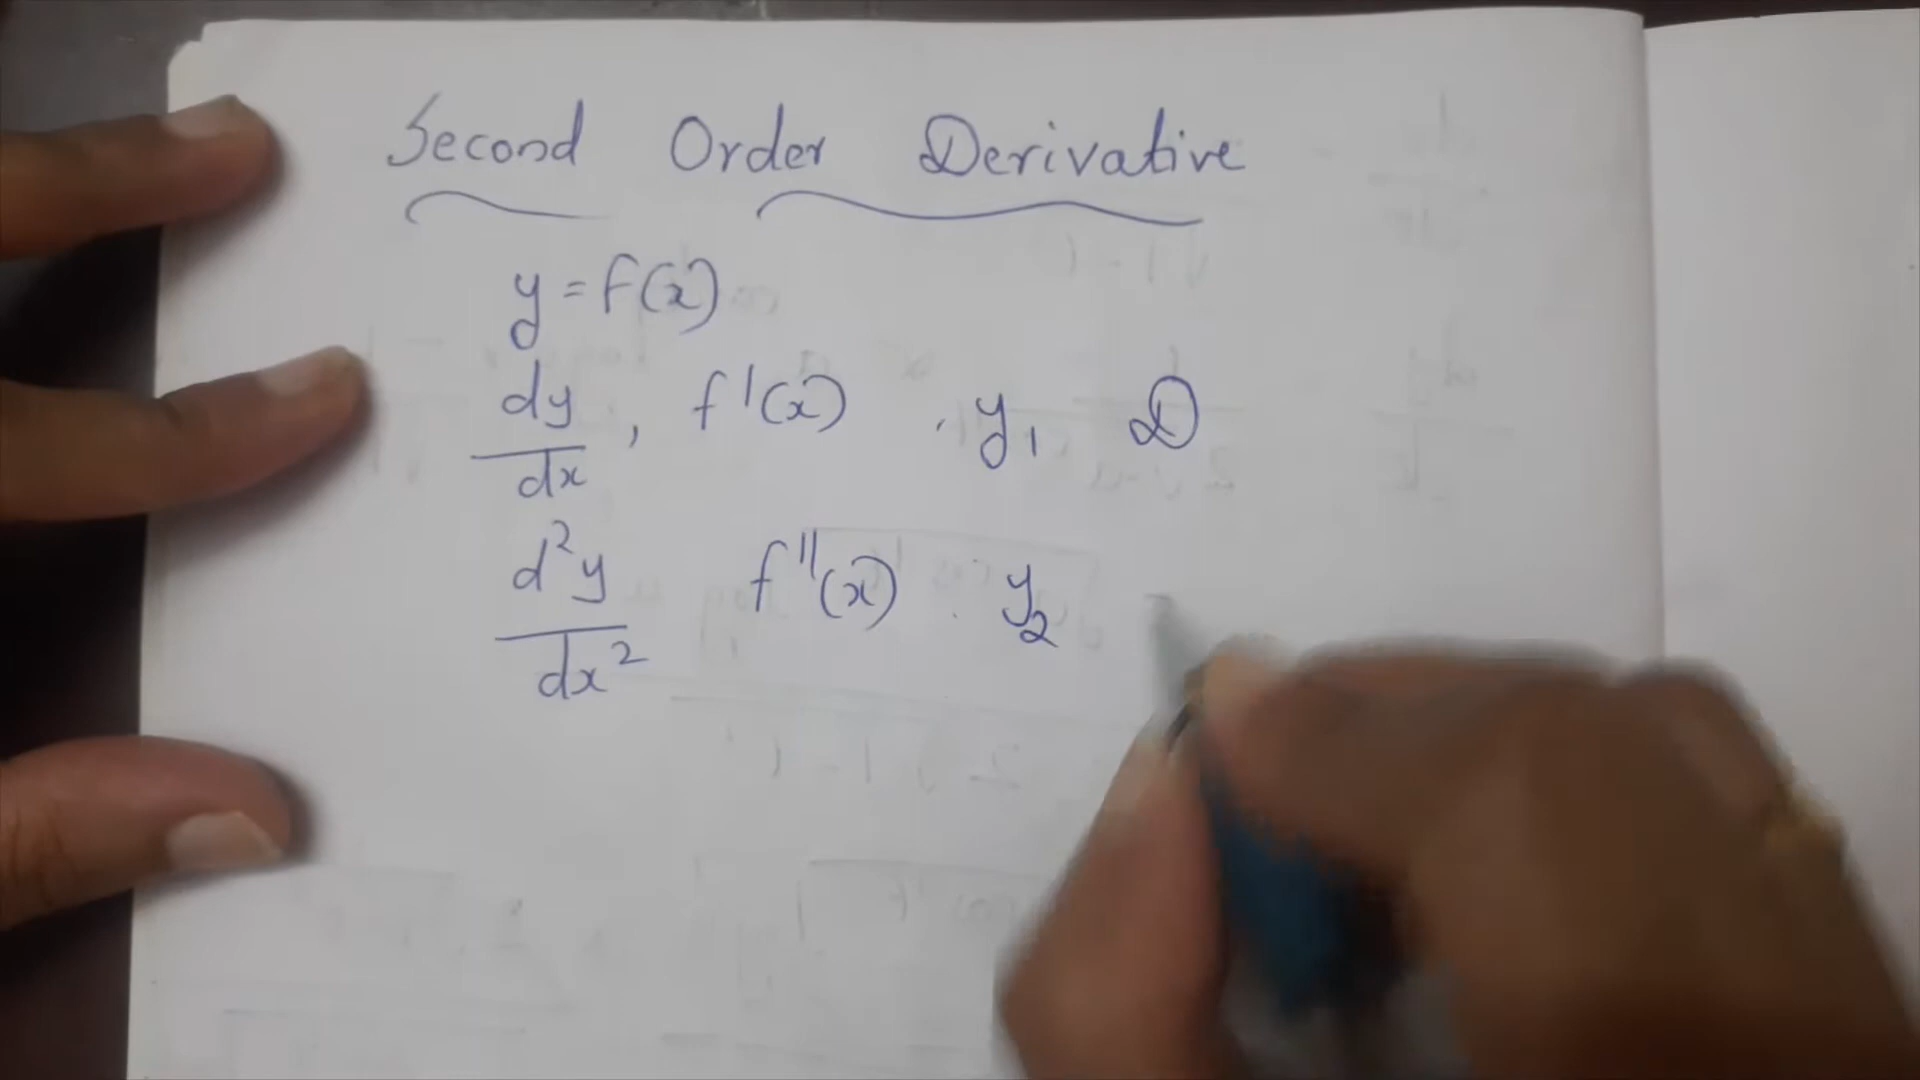 Second Order Derivative
y = f(x)
dy/dx, f'(x) , y₁ D
d²y/dx² f''(x) y₂